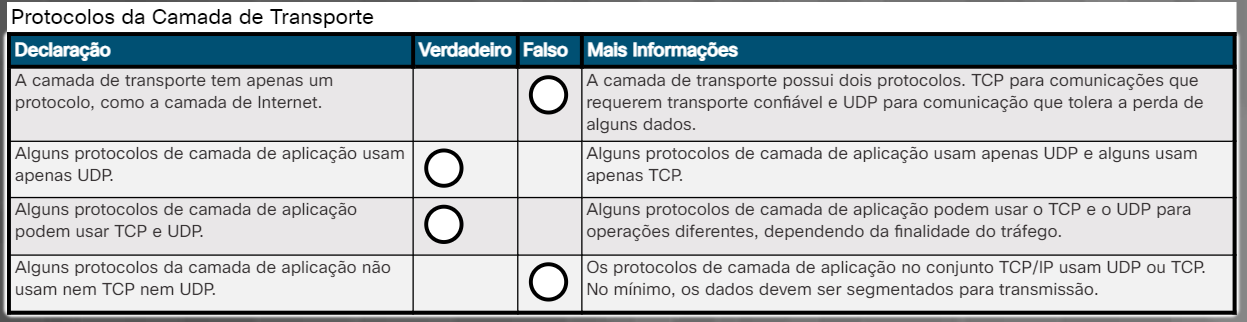 Protocolos da Camada de Transporte
Declaração Verdadeiro Falso Mais Informações
A camada de transporte tem apenas um
protocolo, como a camada de Internet.
A camada de transporte possui dois protocolos. TCP para comunicações que
requerem transporte confiável e UDP para comunicação que tolera a perda de
alguns dados.
Alguns protocolos de camada de aplicação usam
apenas UDP.
Alguns protocolos de camada de aplicação usam apenas UDP e alguns usam
apenas TCP.
Alguns protocolos de camada de aplicação
podem usar TCP e UDP.
Alguns protocolos de camada de aplicação podem usar o TCP e o UDP para
operações diferentes, dependendo da finalidade do tráfego.
Alguns protocolos da camada de aplicação não
usam nem TCP nem UDP.
Os protocolos de camada de aplicação no conjunto TCP/IP usam UDP ou TCP.
No mínimo, os dados devem ser segmentados para transmissão.